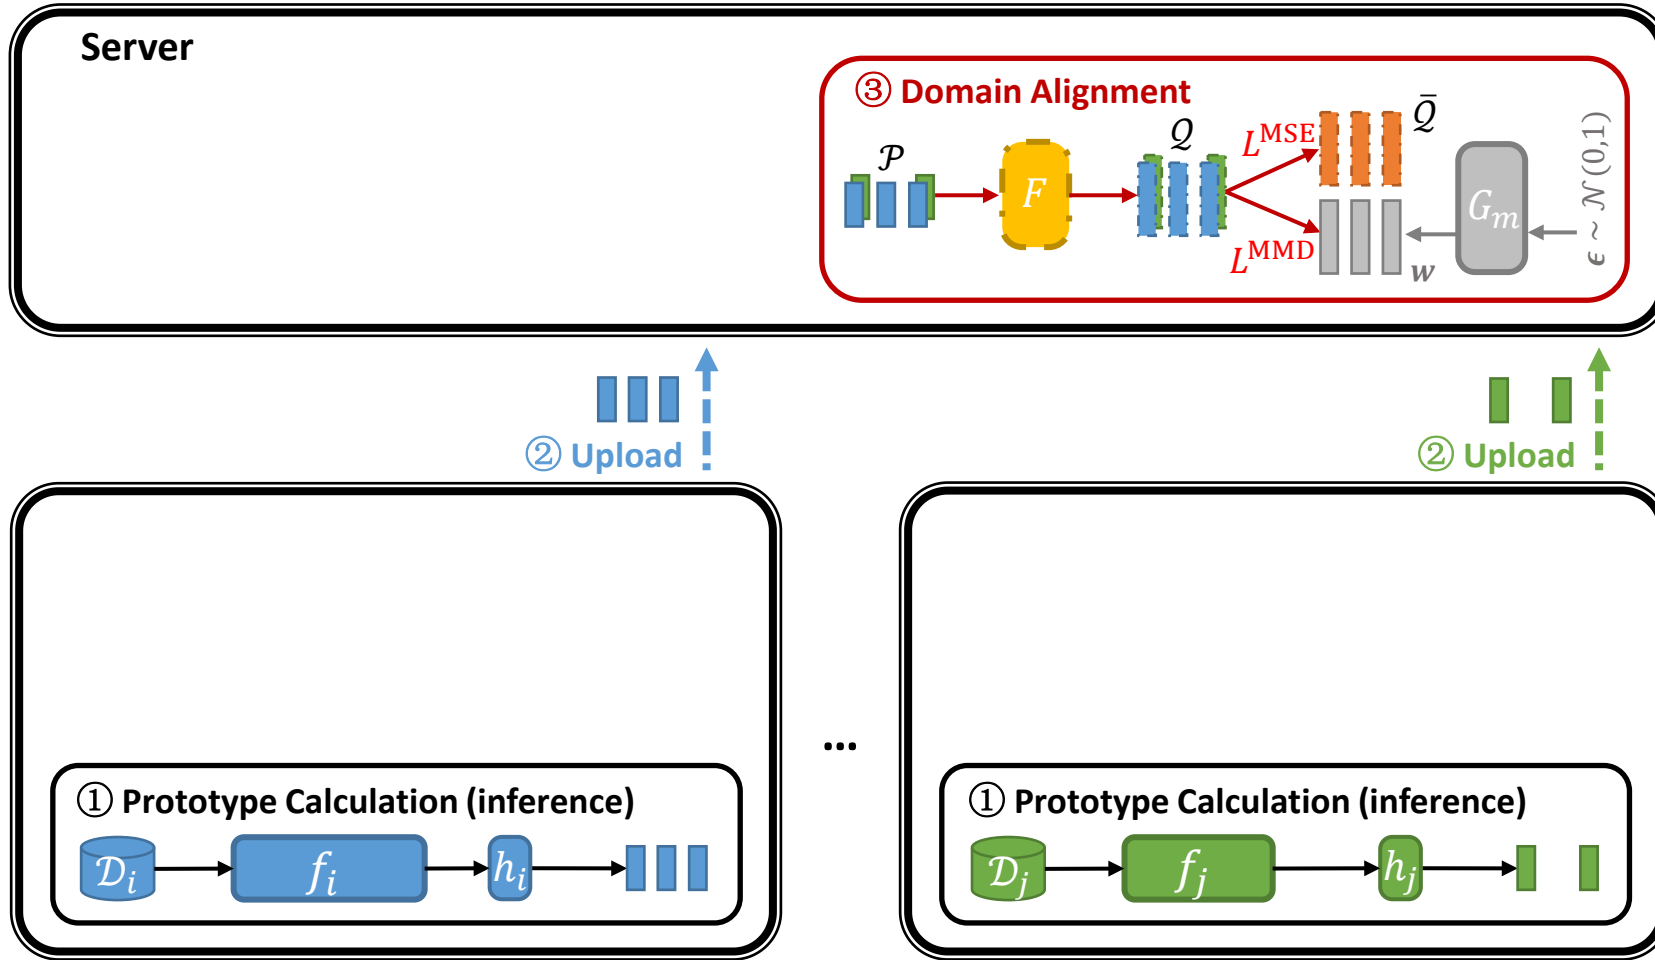 Server
③ Domain Alignment
𝒫
F
𝒬
L^MSE
L^MMD
𝒬̄
w
G_m
ϵ ~ 𝒩(0,1)
② Upload
② Upload
...
① Prototype Calculation (inference)
𝒟_i
f_i
h_i
① Prototype Calculation (inference)
𝒟_j
f_j
h_j